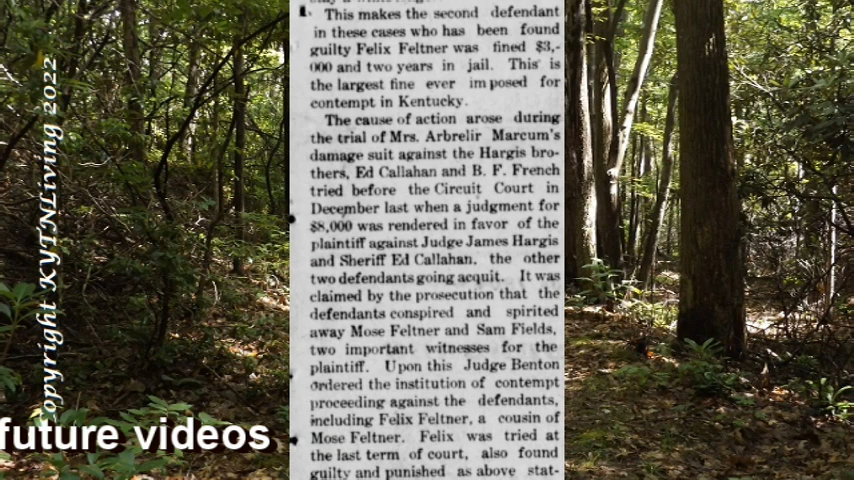 This makes the second defendant
in these cases who has been found
guilty Felix Feltner was fined $3,-
000 and two years in jail. This is
the largest fine ever imposed for
contempt in Kentucky.
The cause of action arose during
the trial of Mrs. Arbrelir Marcum's
damage suit against the Hargis bro-
thers, Ed Callahan and B. F. French
tried before the Circuit Court in
December last when a judgment for
$8,000 was rendered in favor of the
plaintiff against Judge James Hargis
and Sheriff Ed Callahan. the other
two defendants going acquit. It was
claimed by the prosecution that the
defendants conspired and spirited
away Mose Feltner and Sam Fields,
two important witnesses for the
plaintiff. Upon this Judge Benton
ordered the institution of contempt
proceeding against the defendants,
including Felix Feltner, a cousin of
Mose Feltner. Felix was tried at
the last term of court, also found
guilty and punished as above stat-
Copyright KYTNLiving 2022
future videos